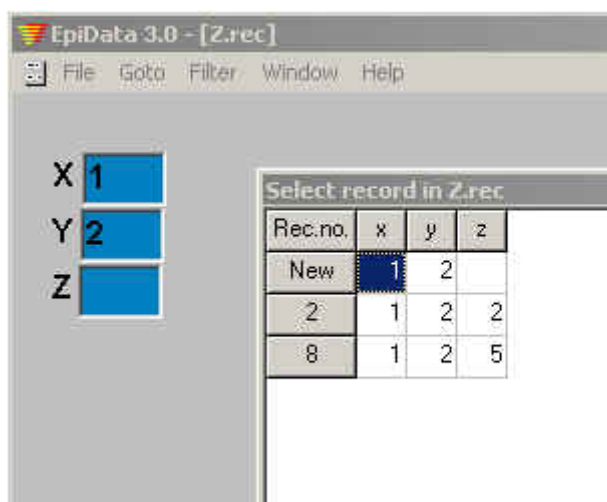 EpiData 3.0 - [Z.rec]
File Goto Filter Window Help
X 1
Y 2
Z
Select record in Z.rec
Rec.no. x y z
New 1 2
2 1 2 2
8 1 2 5